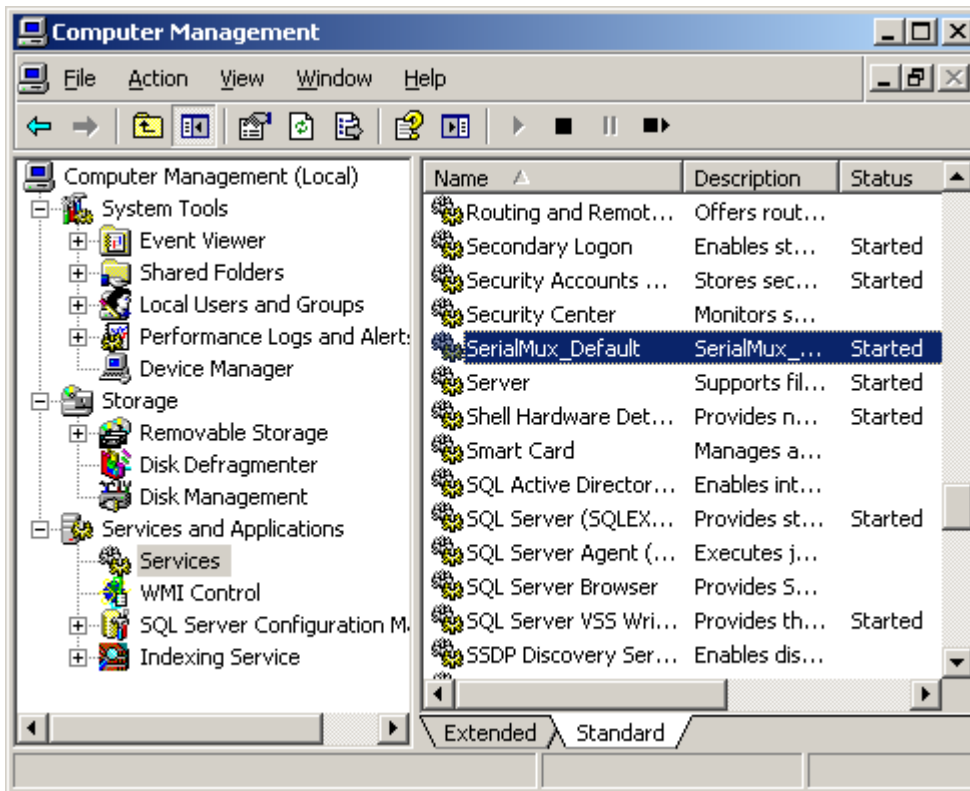 Computer Management
File Action View Window Help
Computer Management (Local)
System Tools
Event Viewer
Shared Folders
Local Users and Groups
Performance Logs and Alert
Device Manager
Storage
Removable Storage
Disk Defragmenter
Disk Management
Services and Applications
Services
WMI Control
SQL Server Configuration M
Indexing Service
Name Description Status
Routing and Remot... Offers rout...
Secondary Logon Enables st... Started
Security Accounts ... Stores sec... Started
Security Center Monitors s...
SerialMux_Default SerialMux_... Started
Server Supports fil... Started
Shell Hardware Det... Provides n... Started
Smart Card Manages a...
SQL Active Director... Enables int...
SQL Server (SQLEX... Provides st... Started
SQL Server Agent (... Executes j...
SQL Server Browser Provides S...
SQL Server VSS Wri... Provides th... Started
SSDP Discovery Ser... Enables dis...
Extended Standard